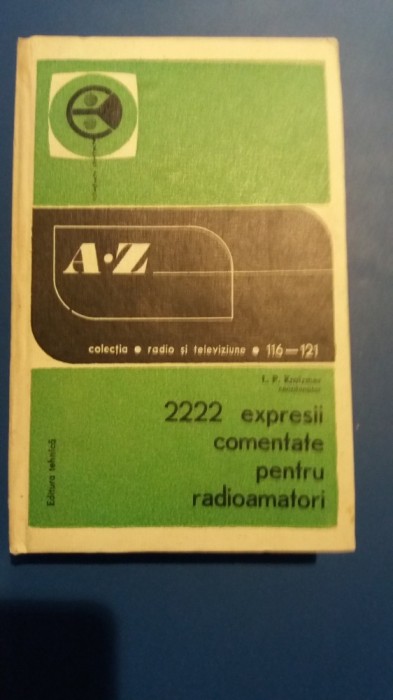 A·Z
colecția • radio și televiziune • 116—121
2222 expresii
comentate
pentru
radioamatori
Editura tehnică